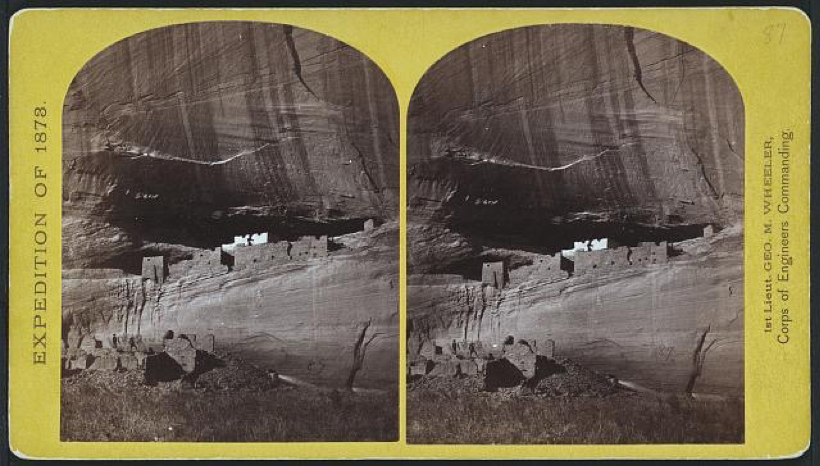 EXPEDITION OF 1873.
1st Lieut. GEO. M. WHEELER,
Corps of Engineers Commanding.
87